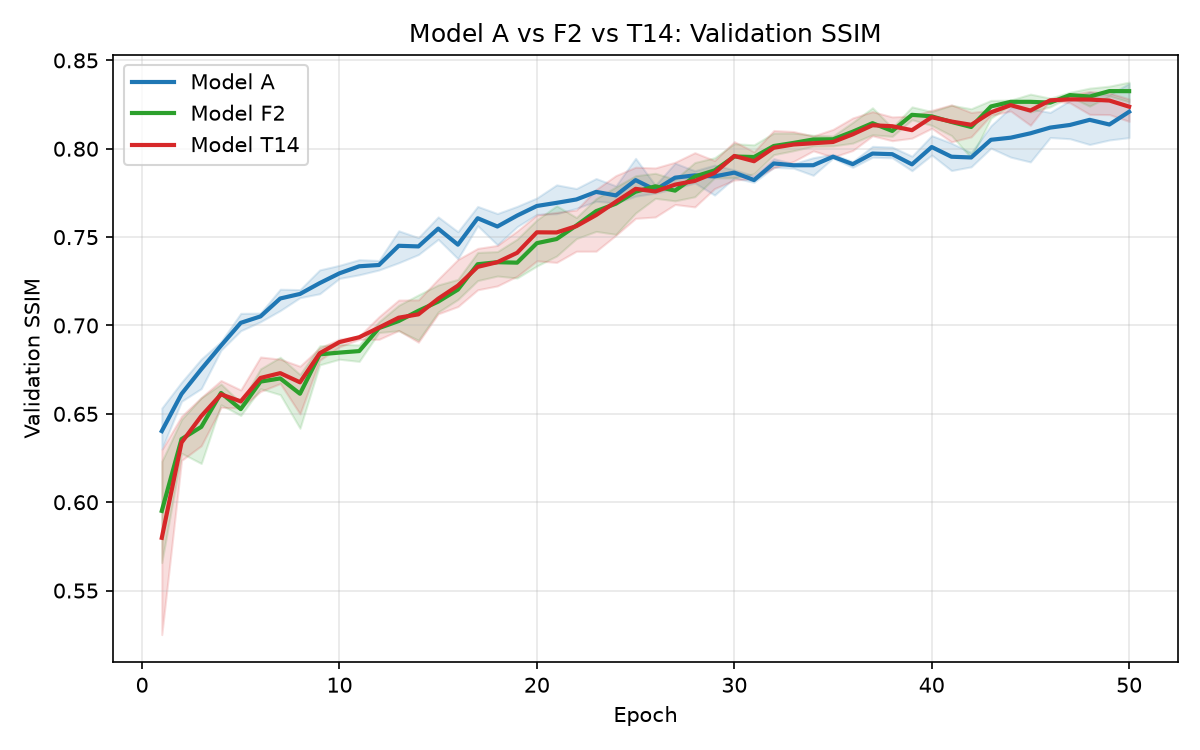 Model A vs F2 vs T14: Validation SSIM
Model A
Model F2
Model T14
Validation SSIM
0.85
0.80
0.75
0.70
0.65
0.60
0.55
0 10 20 30 40 50
Epoch